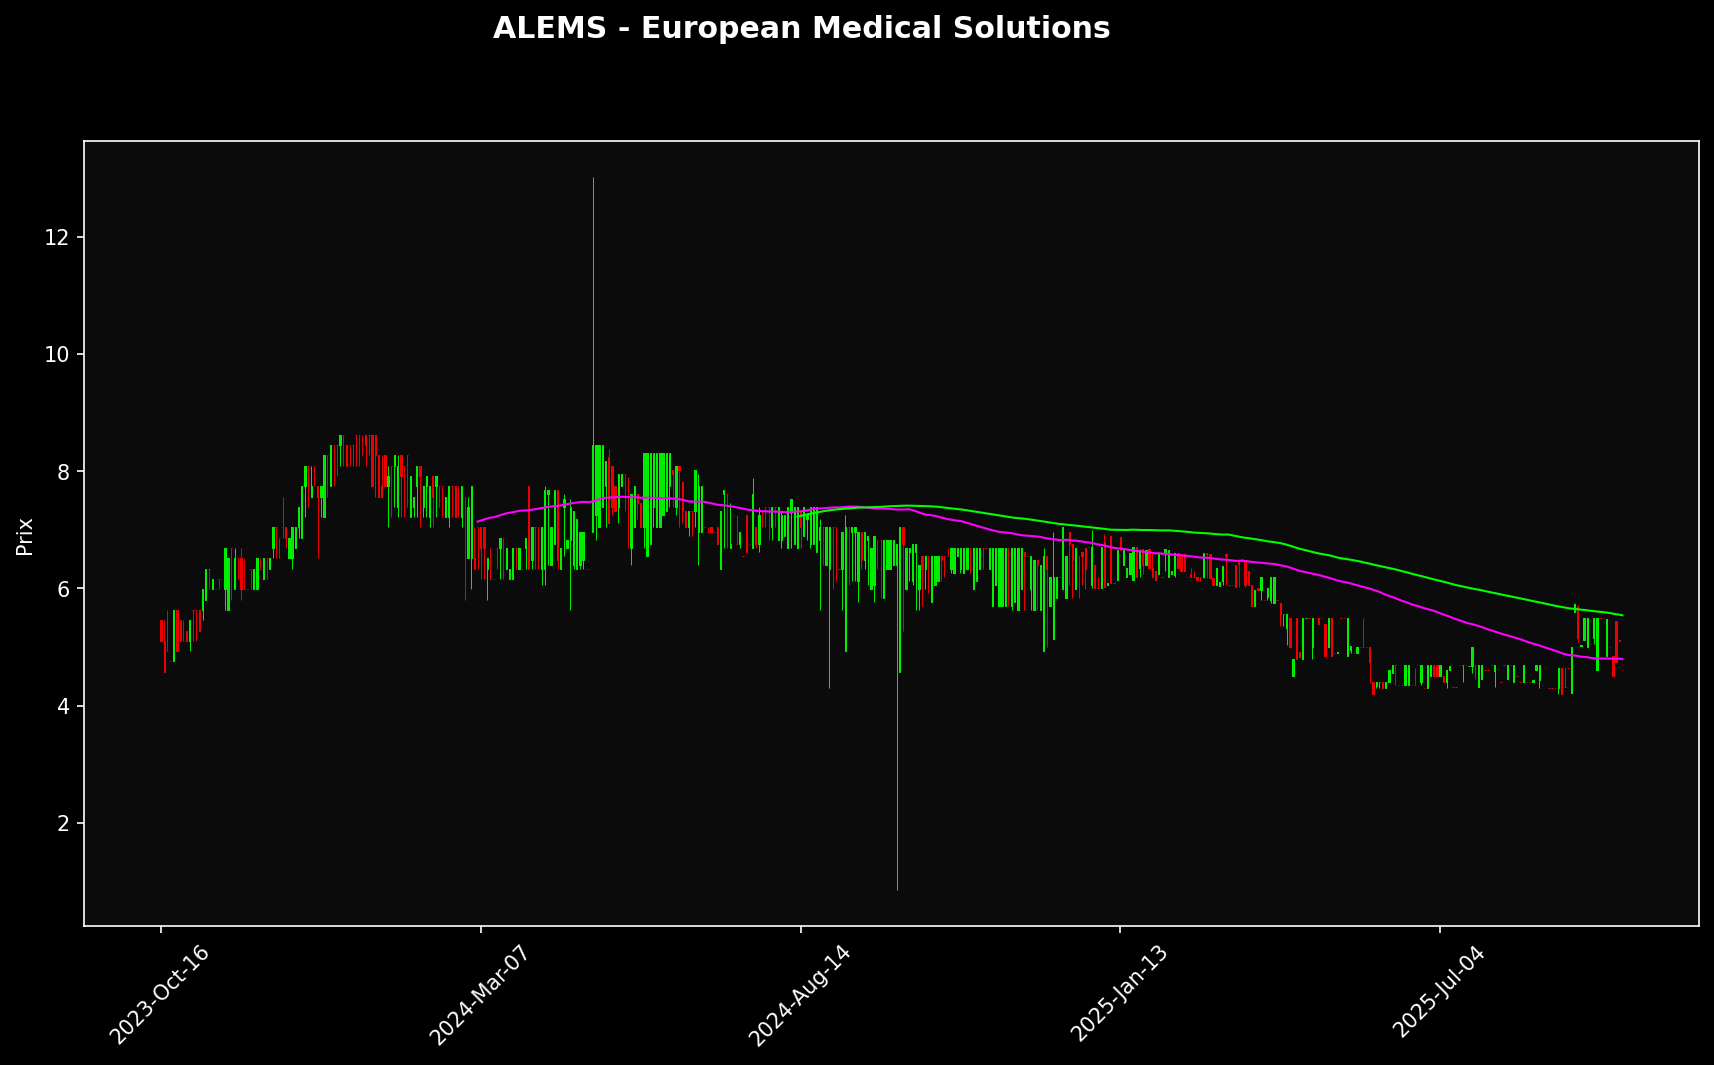 ALEMS - European Medical Solutions
Prix
12
10
8
6
4
2
2023-Oct-16
2024-Mar-07
2024-Aug-14
2025-Jan-13
2025-Jul-04